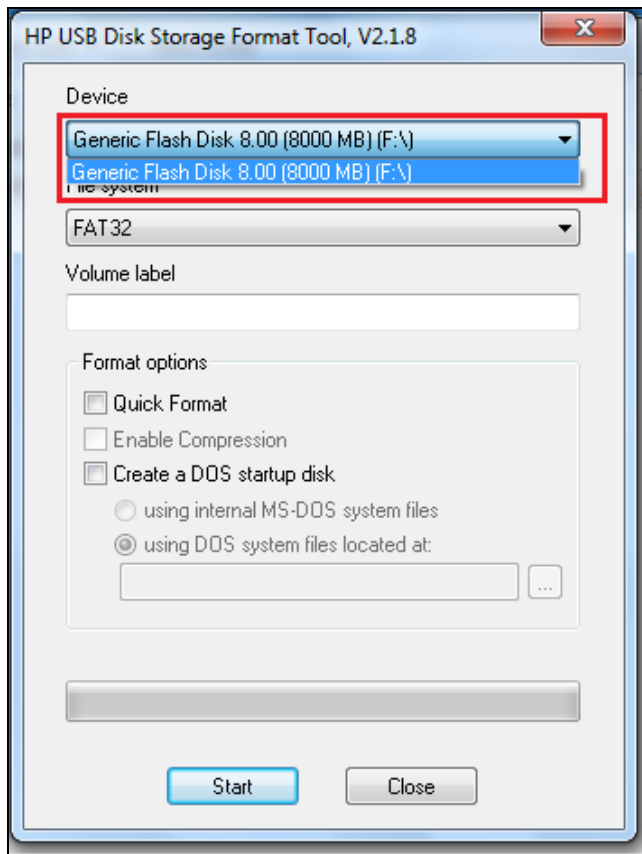 HP USB Disk Storage Format Tool, V2.1.8
Device
Generic Flash Disk 8.00 (8000 MB) (F:\)
Generic Flash Disk 8.00 (8000 MB) (F:\)
File system
FAT32
Volume label
Format options
Quick Format
Enable Compression
Create a DOS startup disk
using internal MS-DOS system files
using DOS system files located at:
...
Start
Close